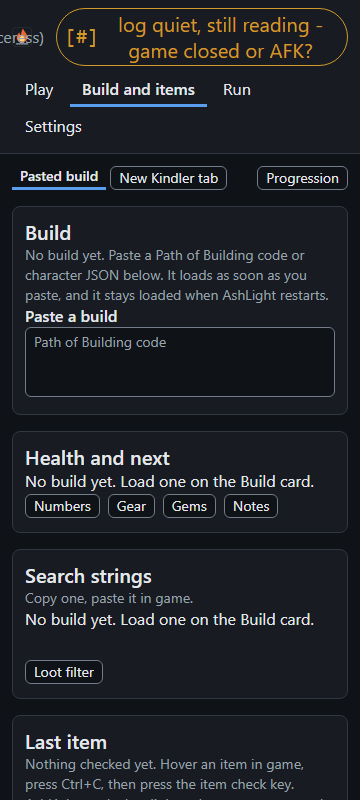 [#] log quiet, still reading -
game closed or AFK?
Play Build and items Run
Settings
Pasted build New Kindler tab Progression
Build
No build yet. Paste a Path of Building code or
character JSON below. It loads as soon as you
paste, and it stays loaded when AshLight restarts.
Paste a build
Path of Building code
Health and next
No build yet. Load one on the Build card.
Numbers Gear Gems Notes
Search strings
Copy one, paste it in game.
No build yet. Load one on the Build card.
Loot filter
Last item
Nothing checked yet. Hover an item in game,
press Ctrl+C, then press the item check key.